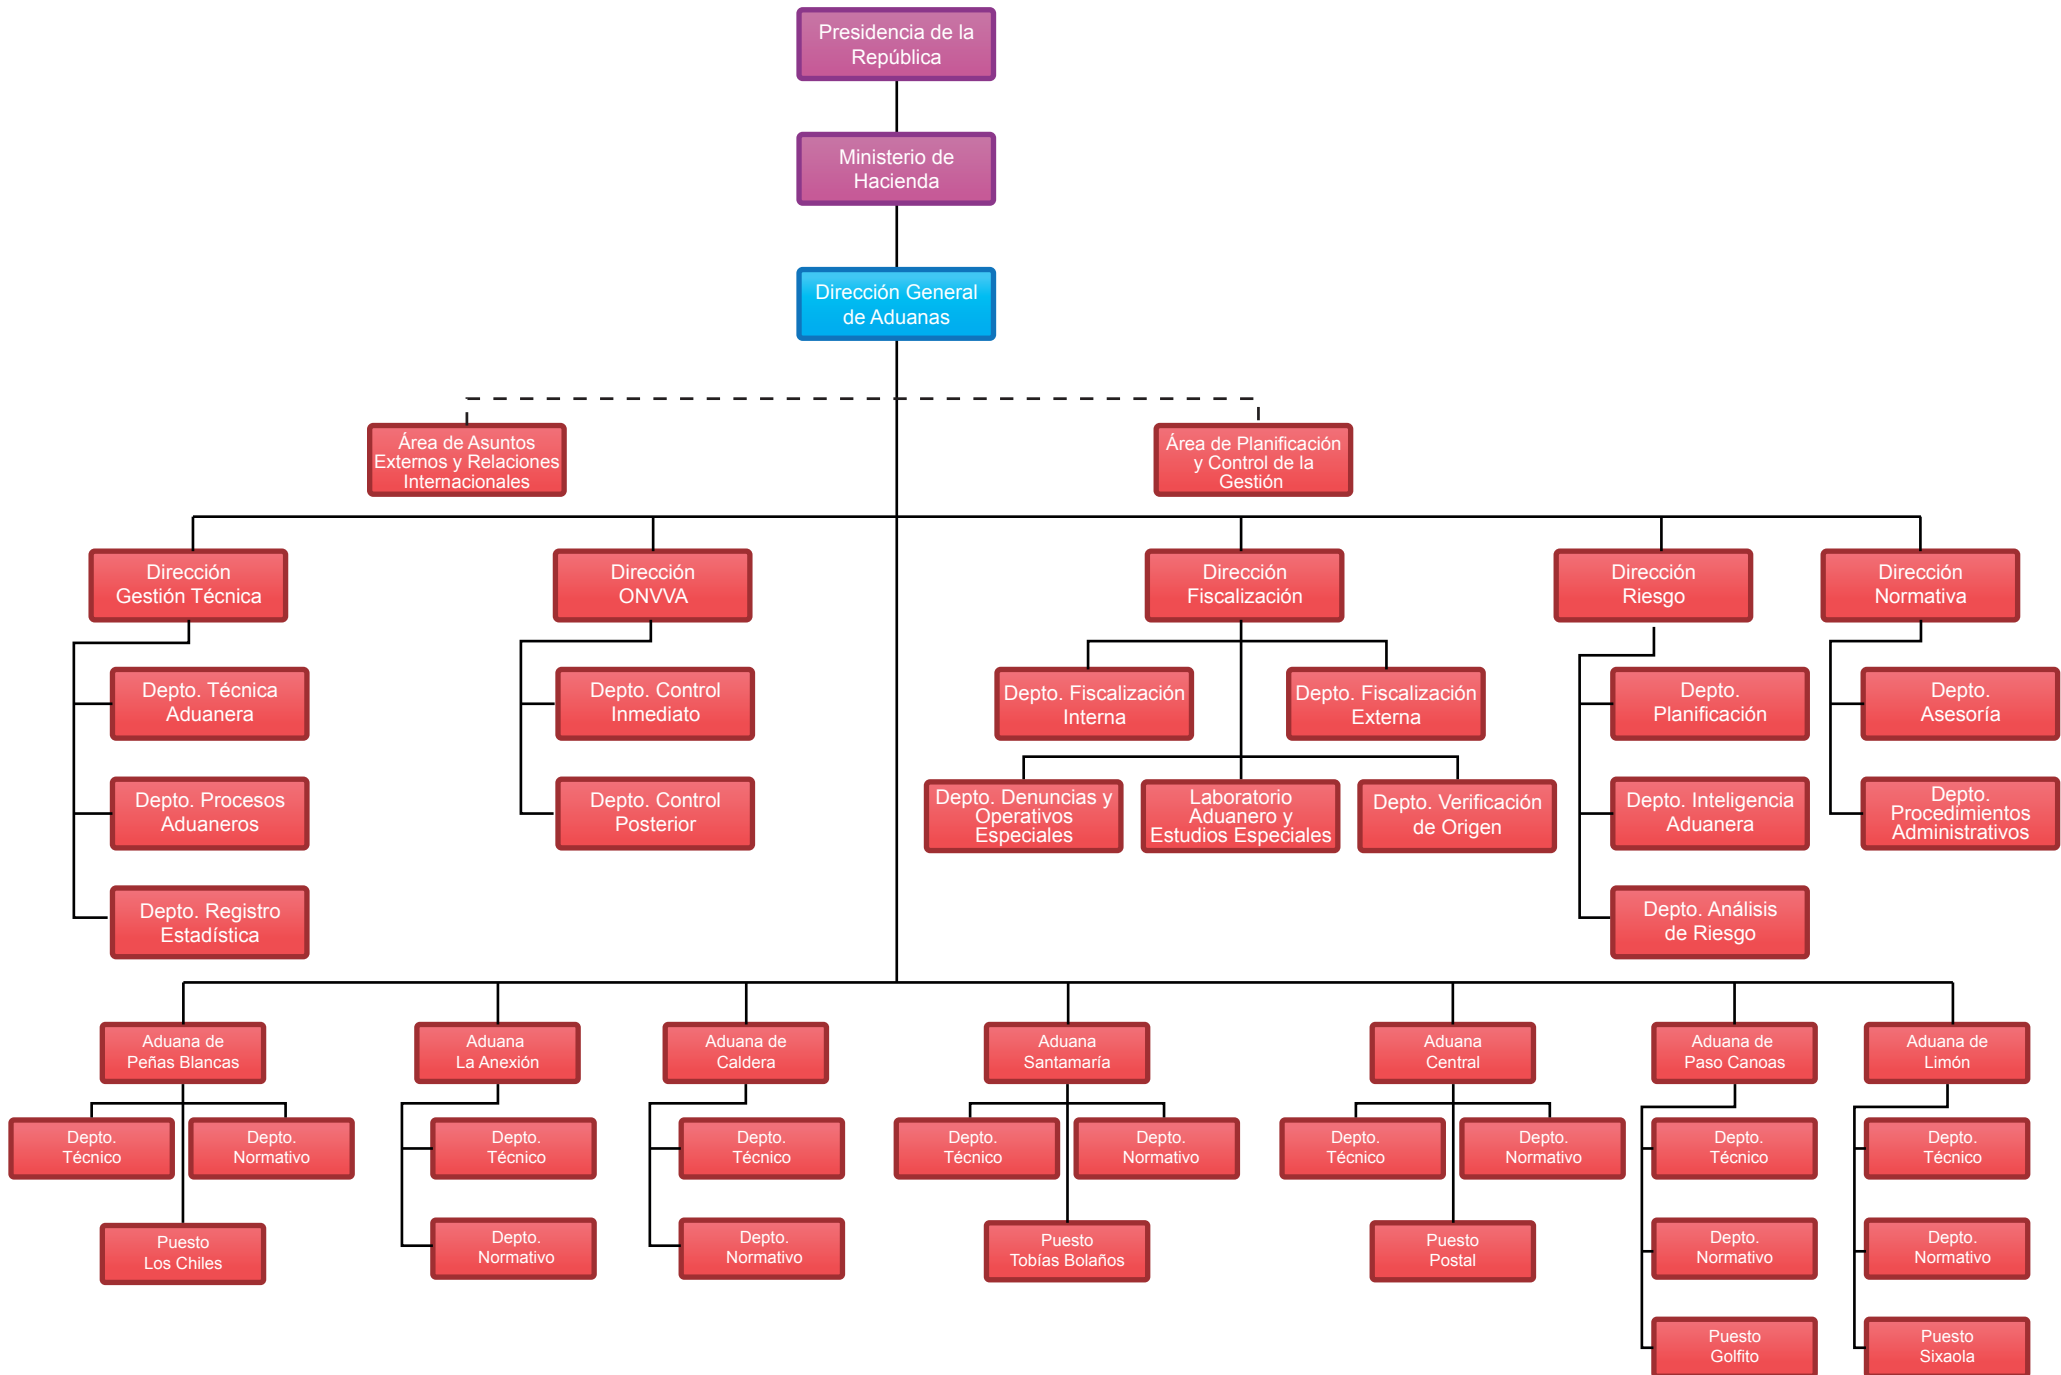 Presidencia de la
República
Ministerio de
Hacienda
Dirección General
de Aduanas
Área de Asuntos
Externos y Relaciones
Internacionales
Área de Planificación
y Control de la
Gestión
Dirección
Gestión Técnica
Dirección
ONVVA
Dirección
Fiscalización
Dirección
Riesgo
Dirección
Normativa
Depto. Técnica
Aduanera
Depto. Procesos
Aduaneros
Depto. Registro
Estadística
Depto. Control
Inmediato
Depto. Control
Posterior
Depto. Fiscalización
Interna
Depto. Fiscalización
Externa
Depto. Denuncias y
Operativos
Especiales
Laboratorio
Aduanero y
Estudios Especiales
Depto. Verificación
de Origen
Depto.
Planificación
Depto. Inteligencia
Aduanera
Depto. Análisis
de Riesgo
Depto.
Asesoría
Depto.
Procedimientos
Administrativos
Aduana de
Peñas Blancas
Depto.
Técnico
Depto.
Normativo
Puesto
Los Chiles
Aduana
La Anexión
Depto.
Técnico
Depto.
Normativo
Aduana de
Caldera
Depto.
Técnico
Depto.
Normativo
Aduana
Santamaría
Depto.
Técnico
Depto.
Normativo
Puesto
Tobías Bolaños
Aduana
Central
Depto.
Técnico
Depto.
Normativo
Puesto
Postal
Aduana de
Paso Canoas
Depto.
Técnico
Depto.
Normativo
Puesto
Golfito
Aduana de
Limón
Depto.
Técnico
Depto.
Normativo
Puesto
Sixaola